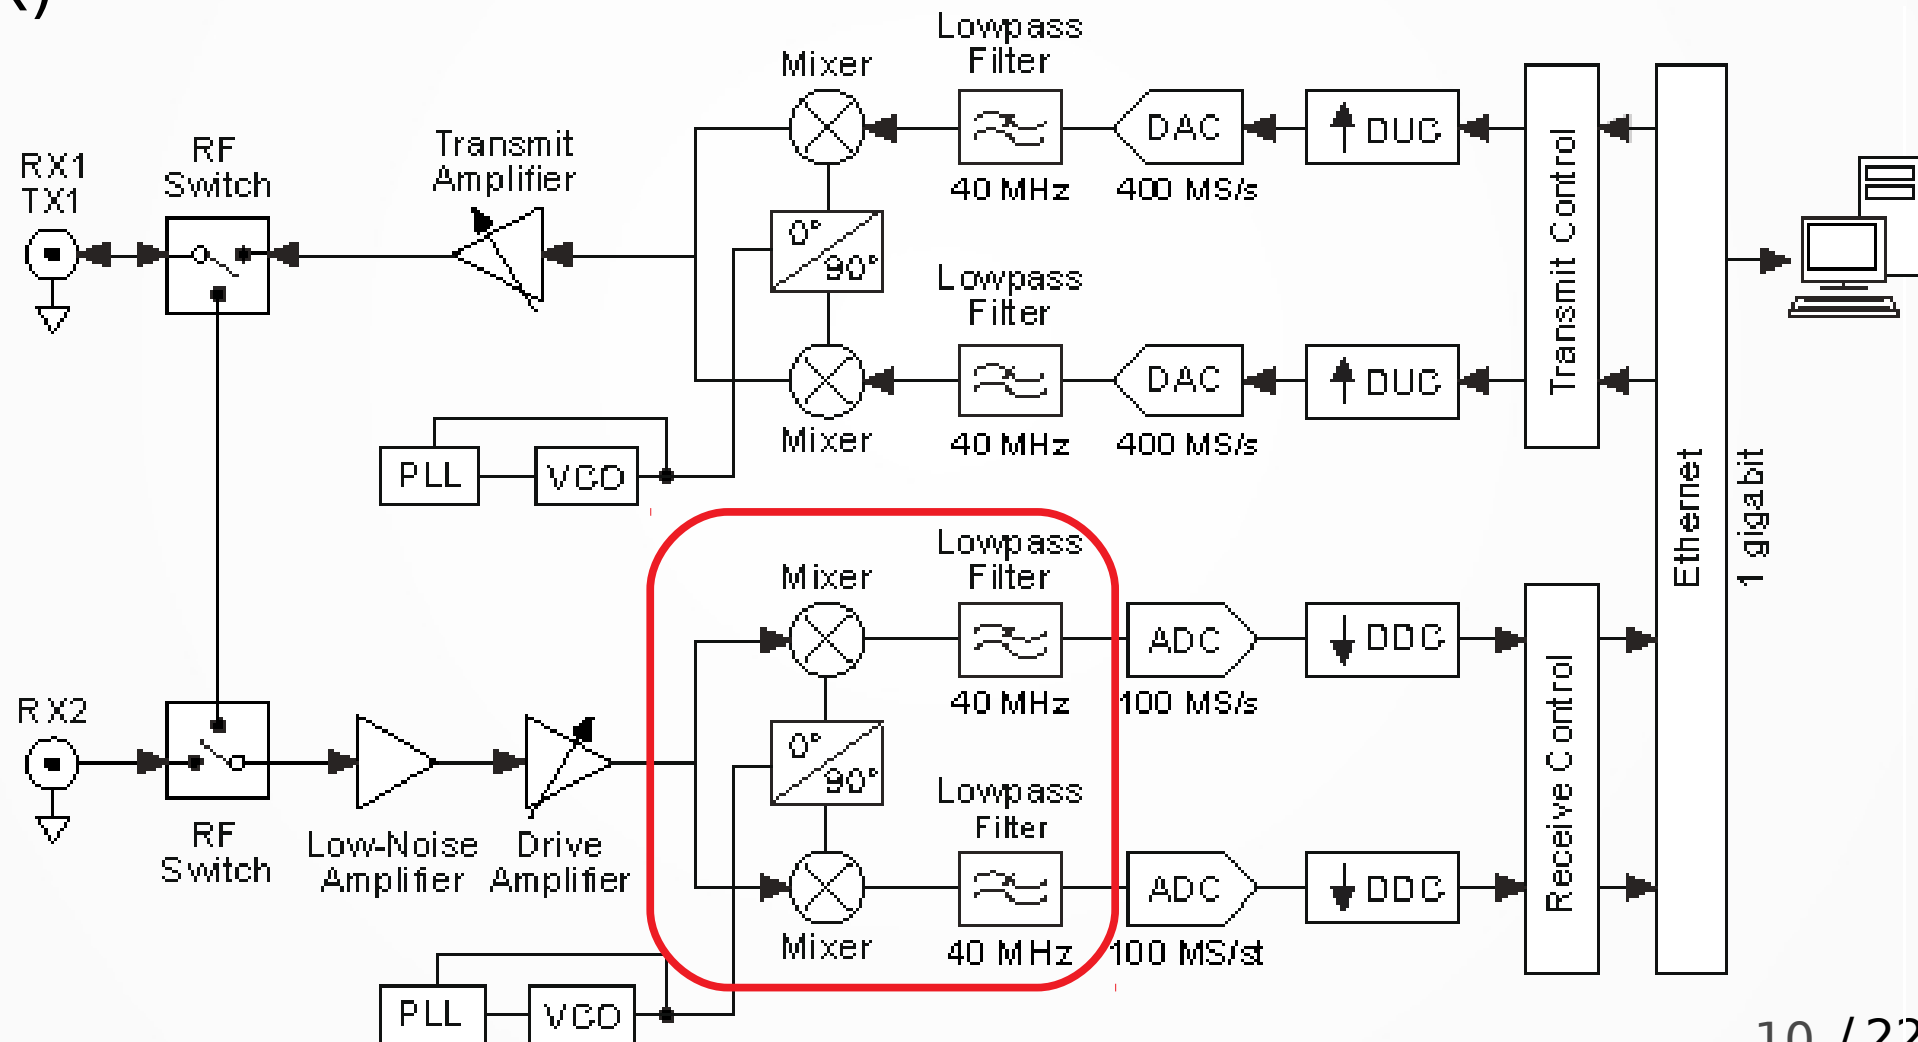 Lowpass
Filter
Mixer
DAC
DUC
40 MHz
400 MS/s
Transmit
Amplifier
RF
Switch
RX1
TX1
0°
90°
Lowpass
Filter
DAC
DUC
Mixer
40 MHz
400 MS/s
Transmit Control
PLL
VCO
Ethernet
1 gigabit
Lowpass
Filter
Mixer
ADC
DDC
40 MHz
100 MS/s
RX2
0°
90°
Lowpass
Filter
RF
Switch
Low-Noise
Amplifier
Drive
Amplifier
ADC
DDC
Mixer
40 MHz
100 MS/st
Receive Control
PLL
VCO
10 / 22